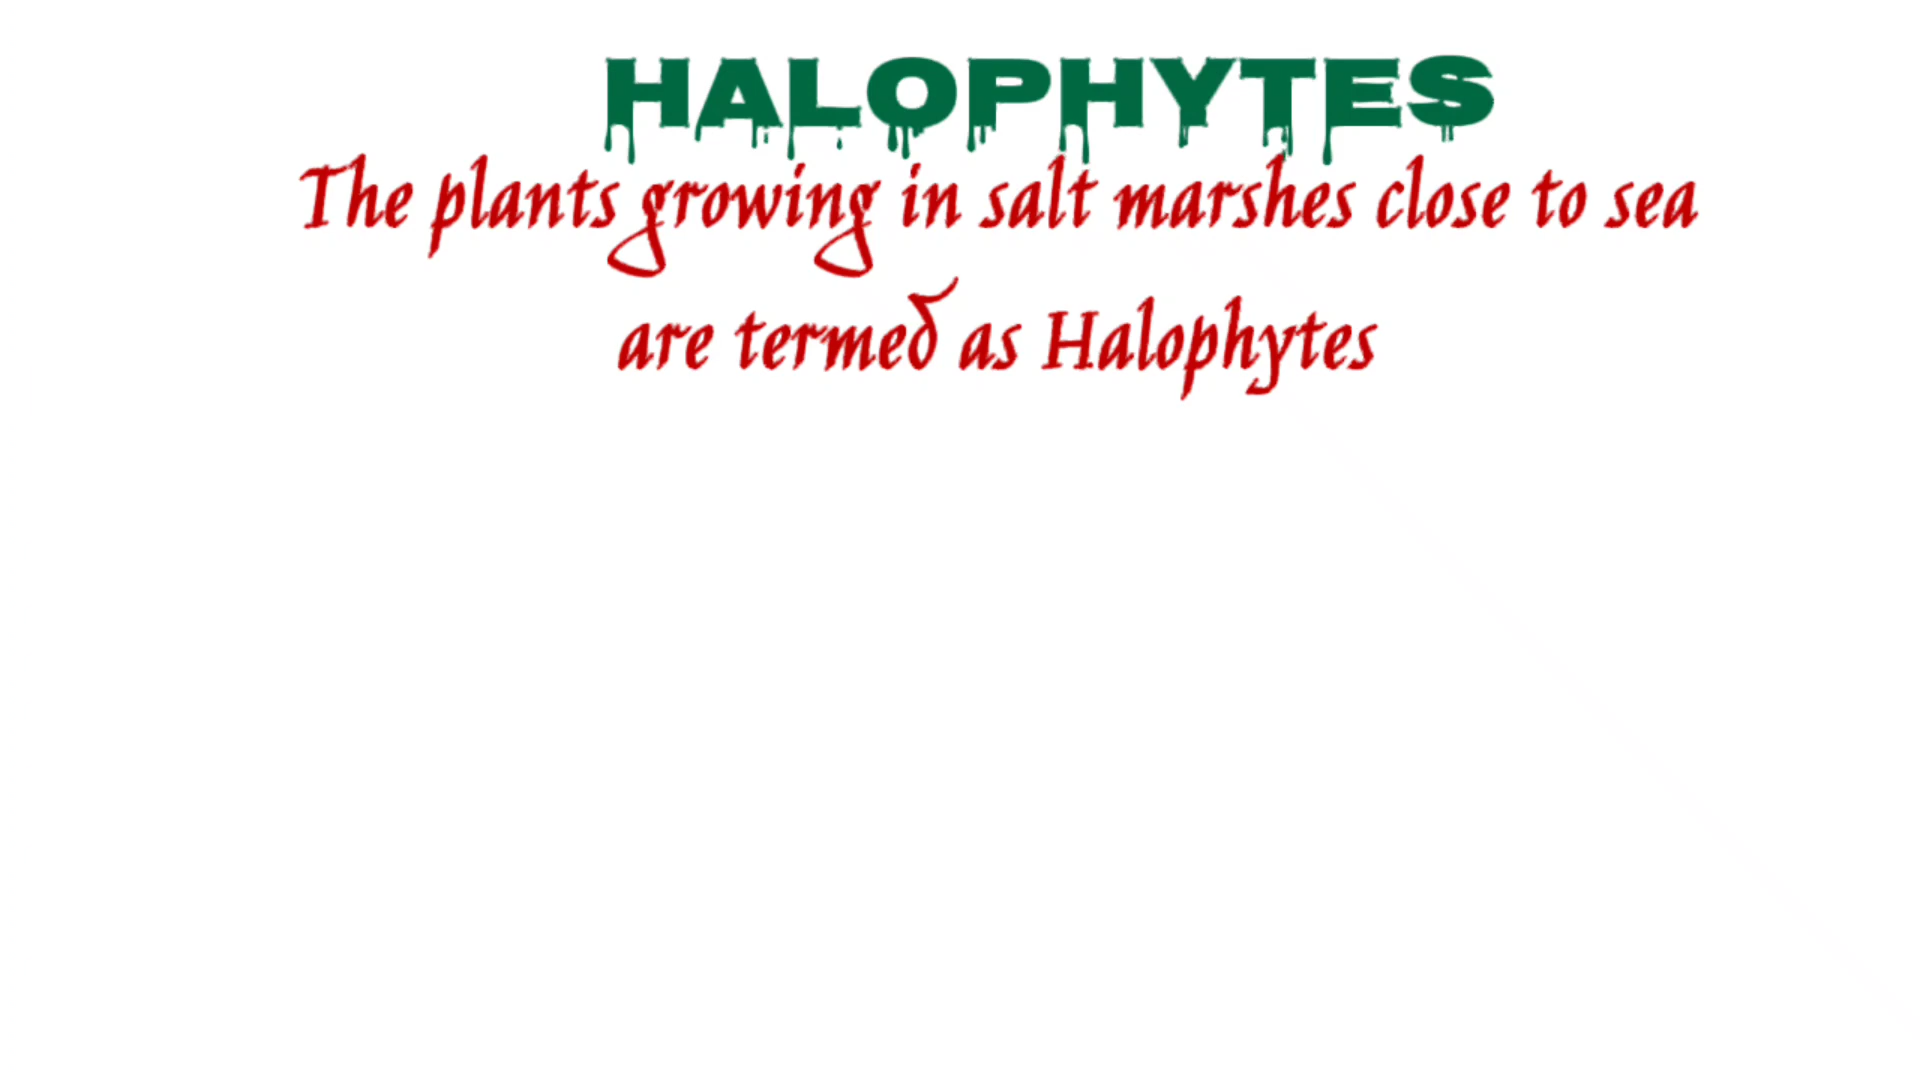 HALOPHYTES
The plants growing in salt marshes close to sea
are termed as Halophytes